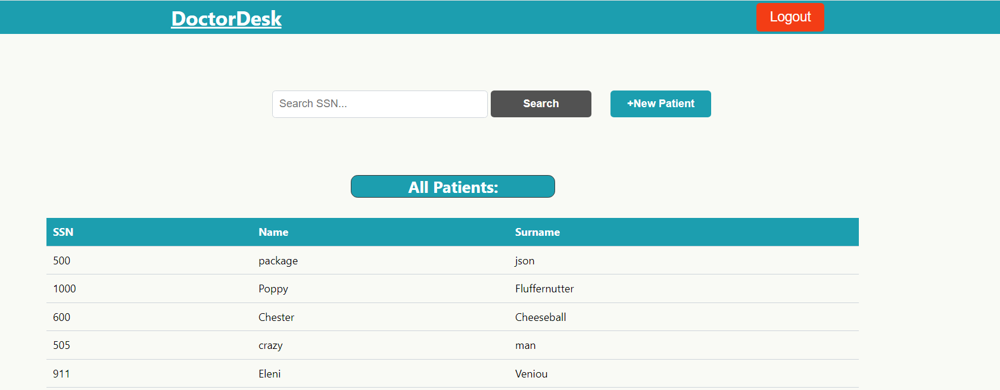 DoctorDesk Logout
Search SSN... Search +New Patient
All Patients:
SSN Name Surname
500 package json
1000 Poppy Fluffernutter
600 Chester Cheeseball
505 crazy man
911 Eleni Veniou